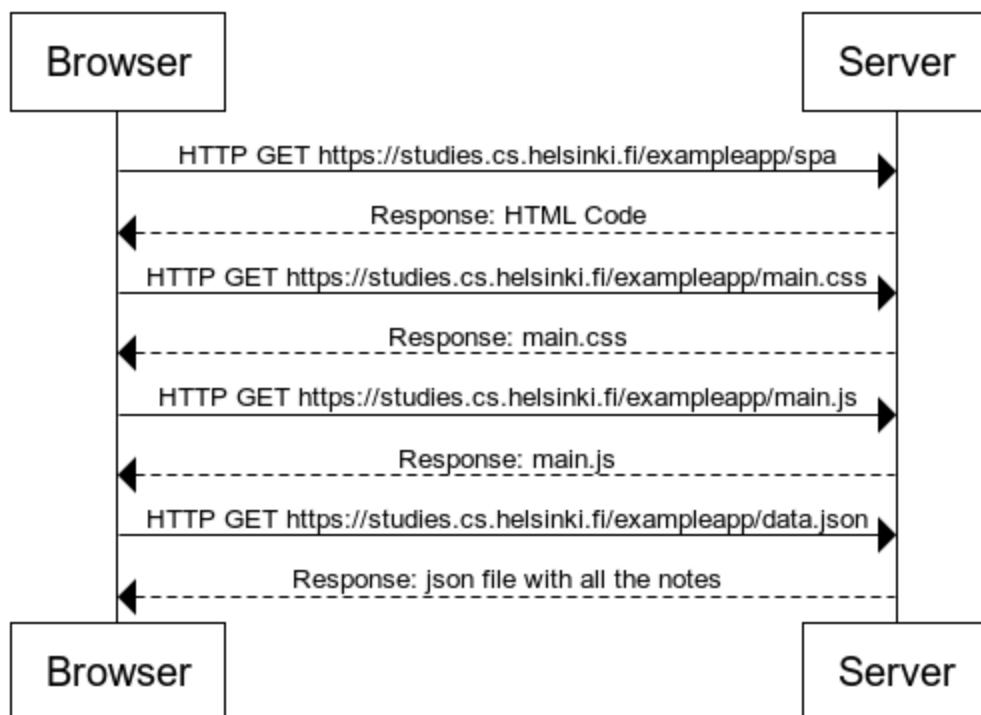 Browser
Server
HTTP GET https://studies.cs.helsinki.fi/exampleapp/spa
Response: HTML Code
HTTP GET https://studies.cs.helsinki.fi/exampleapp/main.css
Response: main.css
HTTP GET https://studies.cs.helsinki.fi/exampleapp/main.js
Response: main.js
HTTP GET https://studies.cs.helsinki.fi/exampleapp/data.json
Response: json file with all the notes
Browser
Server